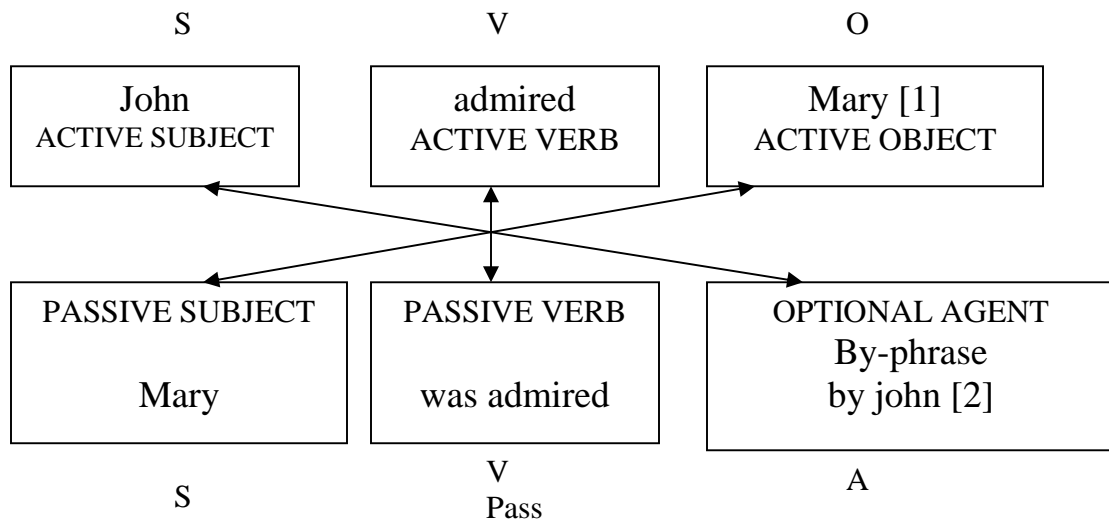 S V O
John
ACTIVE SUBJECT
admired
ACTIVE VERB
Mary [1]
ACTIVE OBJECT
PASSIVE SUBJECT
Mary
PASSIVE VERB
was admired
OPTIONAL AGENT
By-phrase
by john [2]
S
V
Pass
A